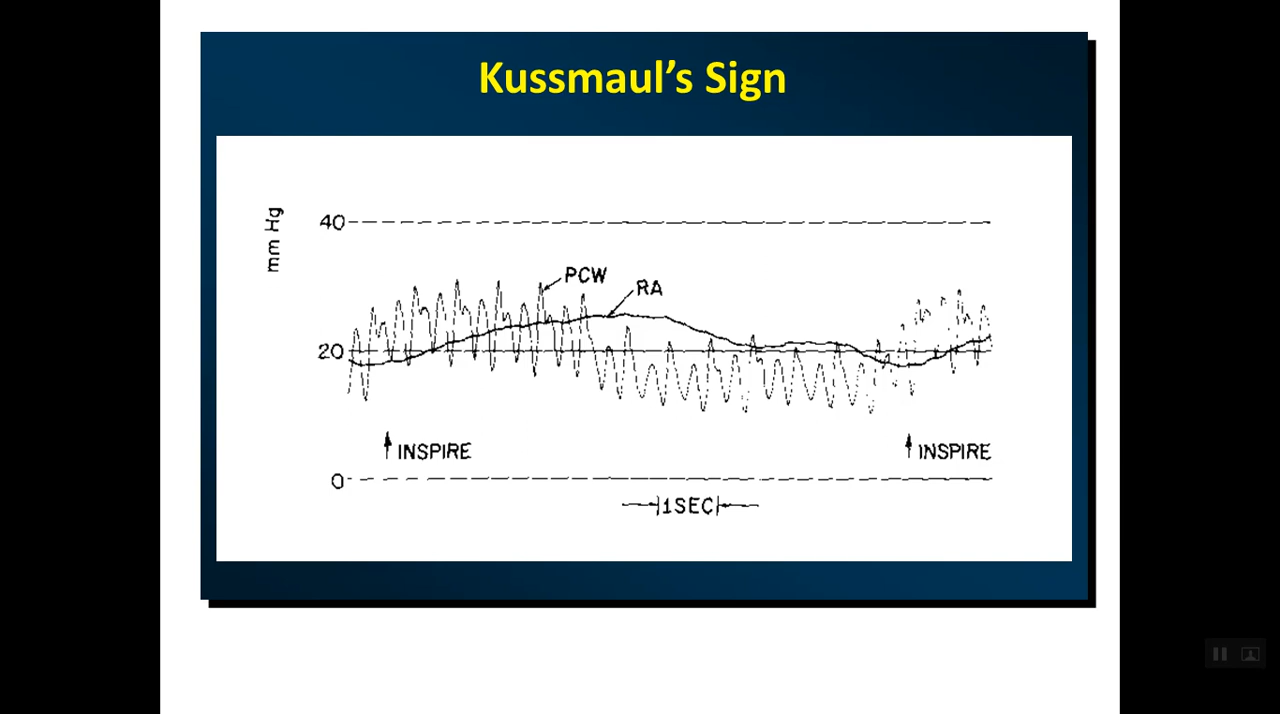 Kussmaul’s Sign
mm Hg
40
PCW
RA
20
INSPIRE
INSPIRE
0
1 SEC